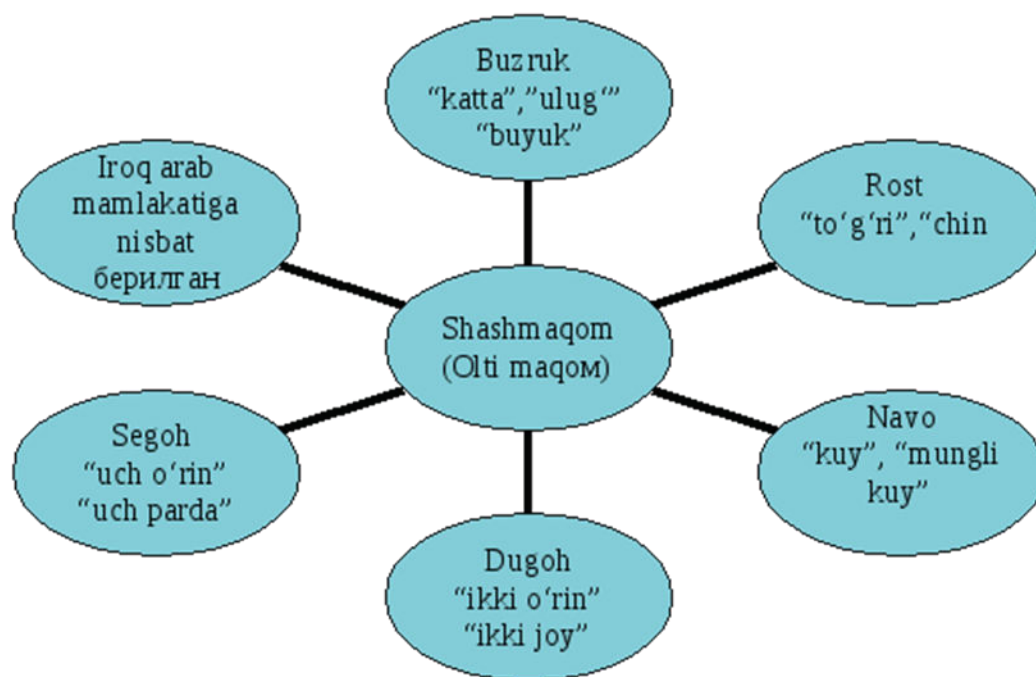 Buzruk
“katta”,”ulug‘”
“buyuk”
Iroq arab
mamlakatiga
nisbat
берилган
Rost
“to‘g‘ri”,“chin
Shashmaqom
(Olti maqом)
Segoh
“uch o‘rin”
“uch parda”
Navo
“kuy”, “mungli
kuy”
Dugoh
“ikki o‘rin”
“ikki joy”